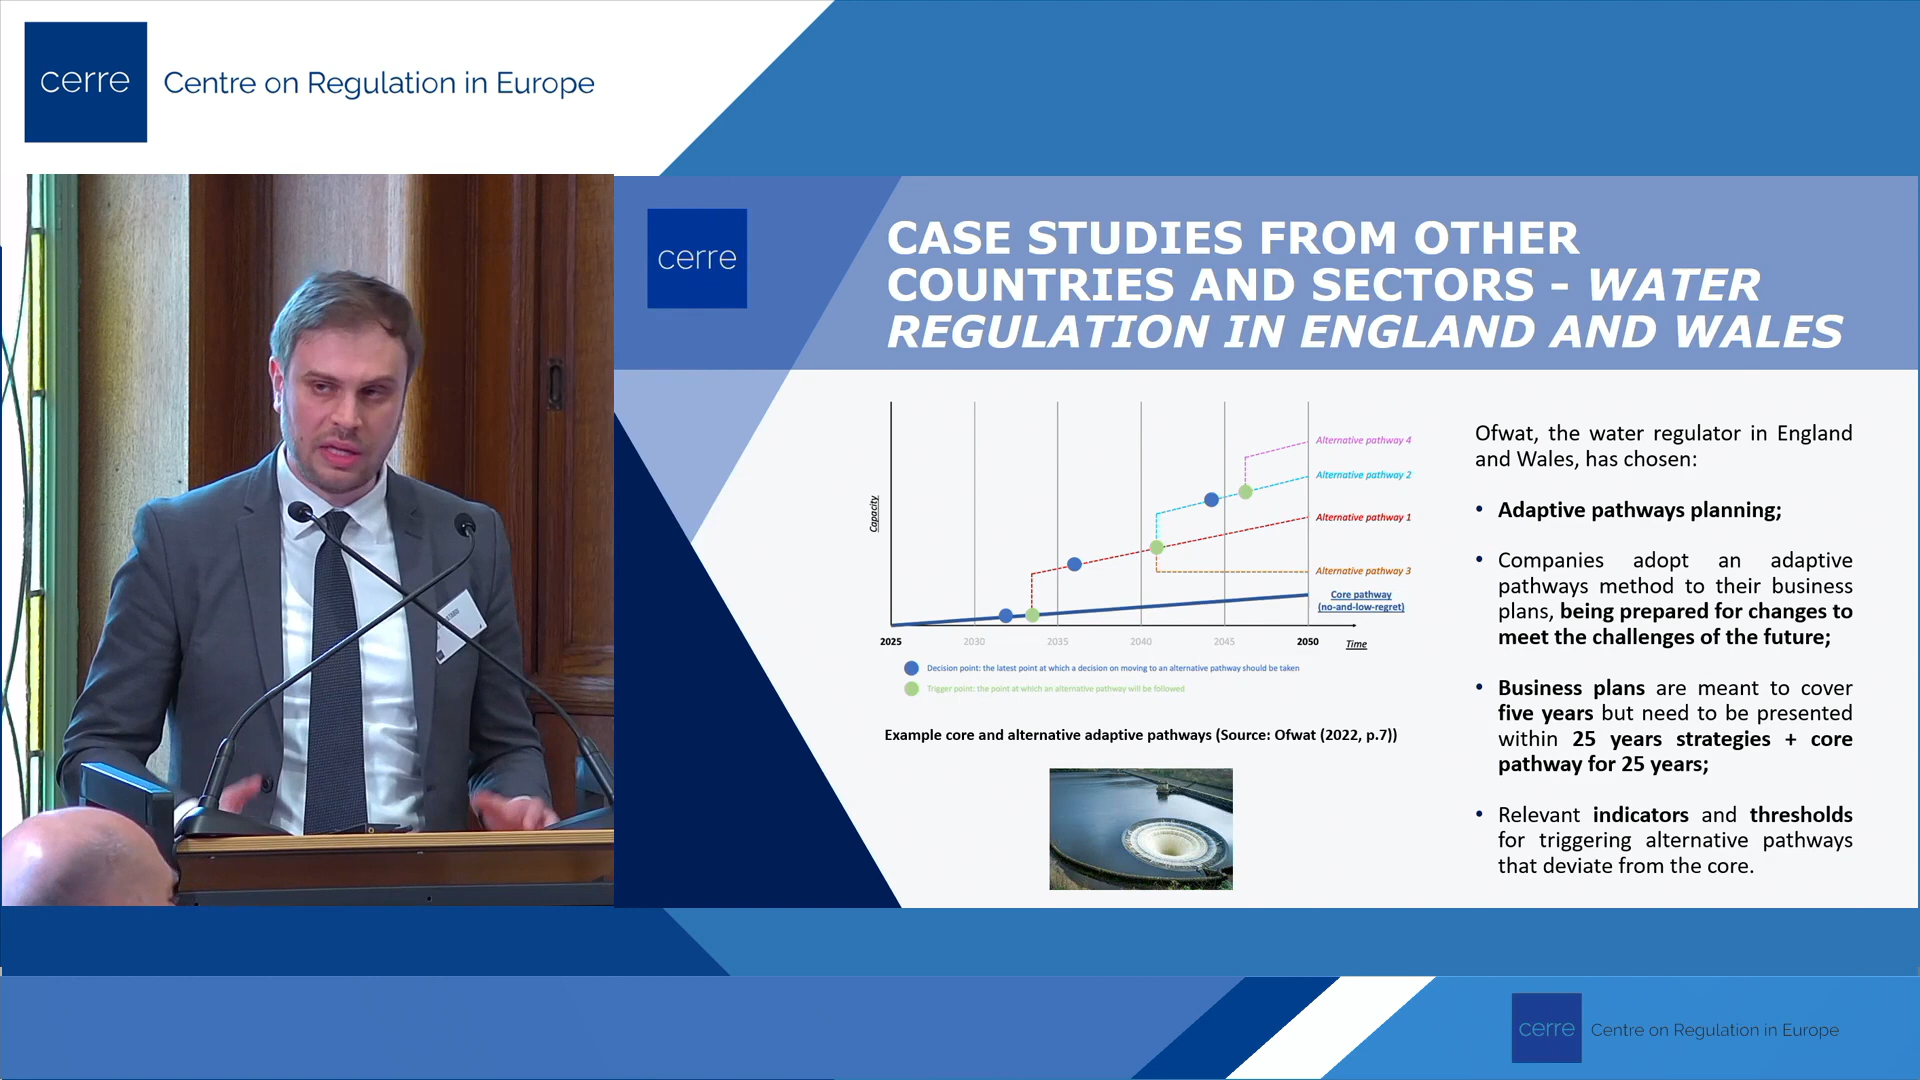 cerre
Centre on Regulation in Europe
cerre
CASE STUDIES FROM OTHER
COUNTRIES AND SECTORS - WATER
REGULATION IN ENGLAND AND WALES
Capacity
Alternative pathway 4
Alternative pathway 2
Alternative pathway 1
Alternative pathway 3
Core pathway
(no-and-low-regret)
2025
2030
2035
2040
2045
2050
Time
Decision point: the latest point at which a decision on moving to an alternative pathway should be taken
Trigger point: the point at which an alternative pathway will be followed
Example core and alternative adaptive pathways (Source: Ofwat (2022, p.7))
Ofwat, the water regulator in England
and Wales, has chosen:
• Adaptive pathways planning;
• Companies adopt an adaptive
pathways method to their business
plans, being prepared for changes to
meet the challenges of the future;
• Business plans are meant to cover
five years but need to be presented
within 25 years strategies + core
pathway for 25 years;
• Relevant indicators and thresholds
for triggering alternative pathways
that deviate from the core.
cerre
Centre on Regulation in Europe